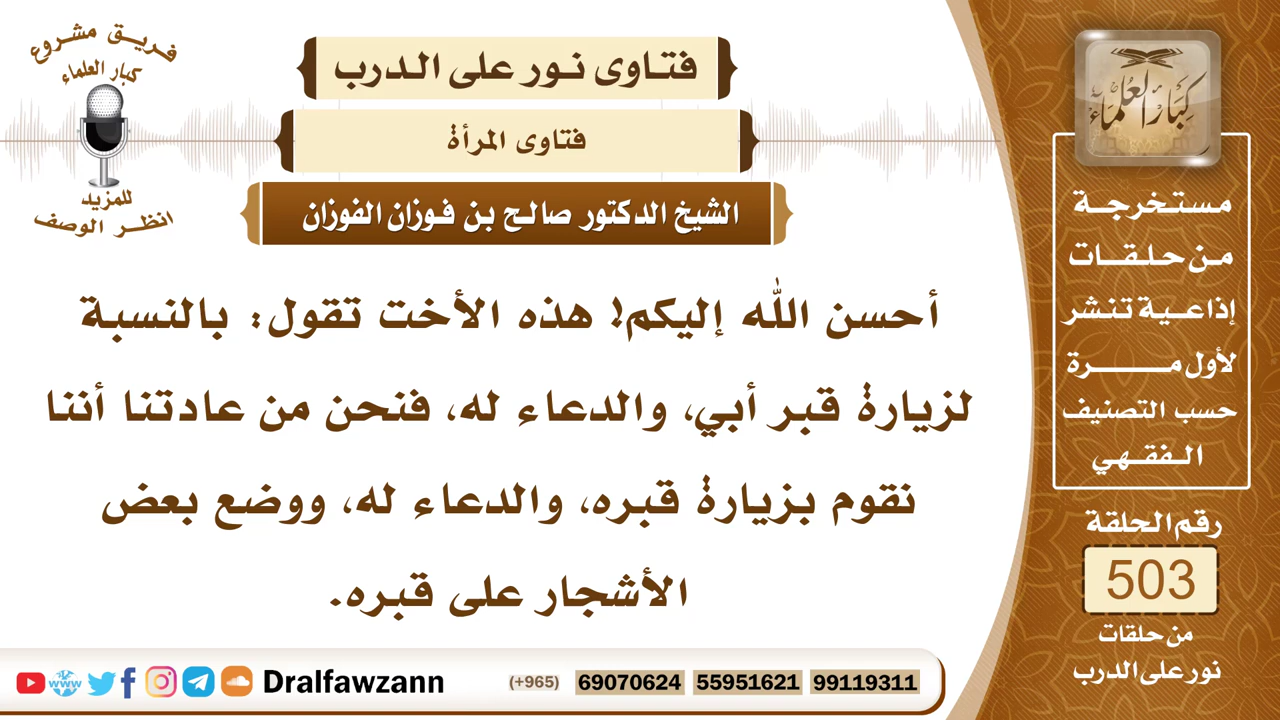 فريق مشروع
كبار العلماء
للمزيد
انظر الوصف
فتاوى نور على الدرب
فتاوى المرأة
الشيخ الدكتور صالح بن فوزان الفوزان
أحسن الله إليكم! هذه الأخت تقول: بالنسبة
لزيارة قبر أبي، والدعاء له، فنحن من عادتنا أننا
نقوم بزيارة قبره، والدعاء له، ووضع بعض
الأشجار على قبره.
كبار العلماء
مستخرجة
من حلقات
إذاعية تنشر
لأول مرة
حسب التصنيف
الفقهي
رقم الحلقة
503
من حلقات
نور على الدرب
www Dralfawzann (+965) 69070624 55951621 99119311